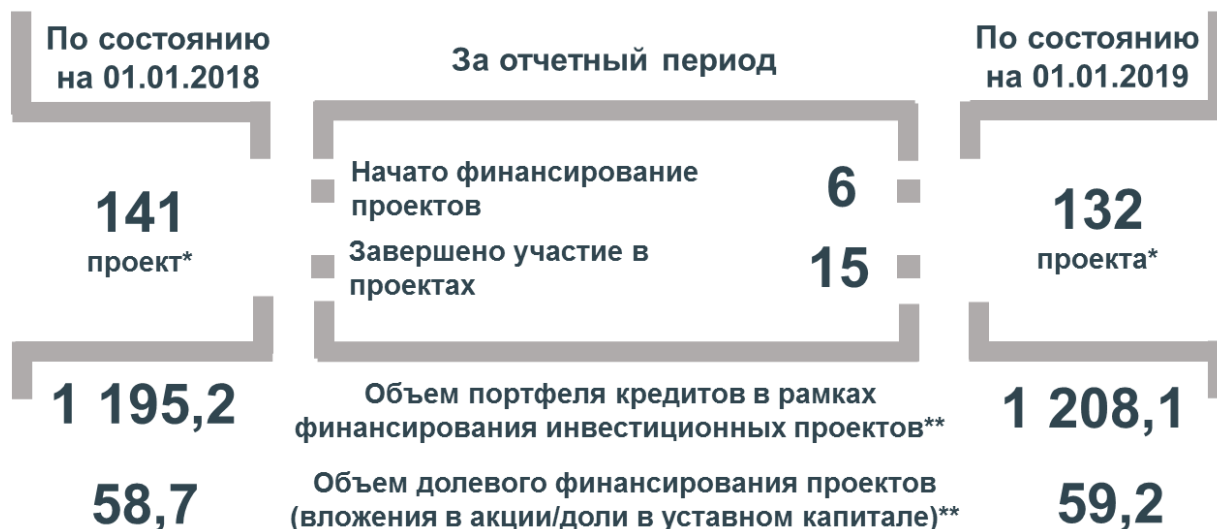 По состоянию
на 01.01.2018
За отчетный период
По состоянию
на 01.01.2019
141
проект*
Начато финансирование
проектов
6
Завершено участие в
проектах
15
132
проекта*
1 195,2
Объем портфеля кредитов в рамках
финансирования инвестиционных проектов**
1 208,1
58,7
Объем долевого финансирования проектов
(вложения в акции/доли в уставном капитале)**
59,2